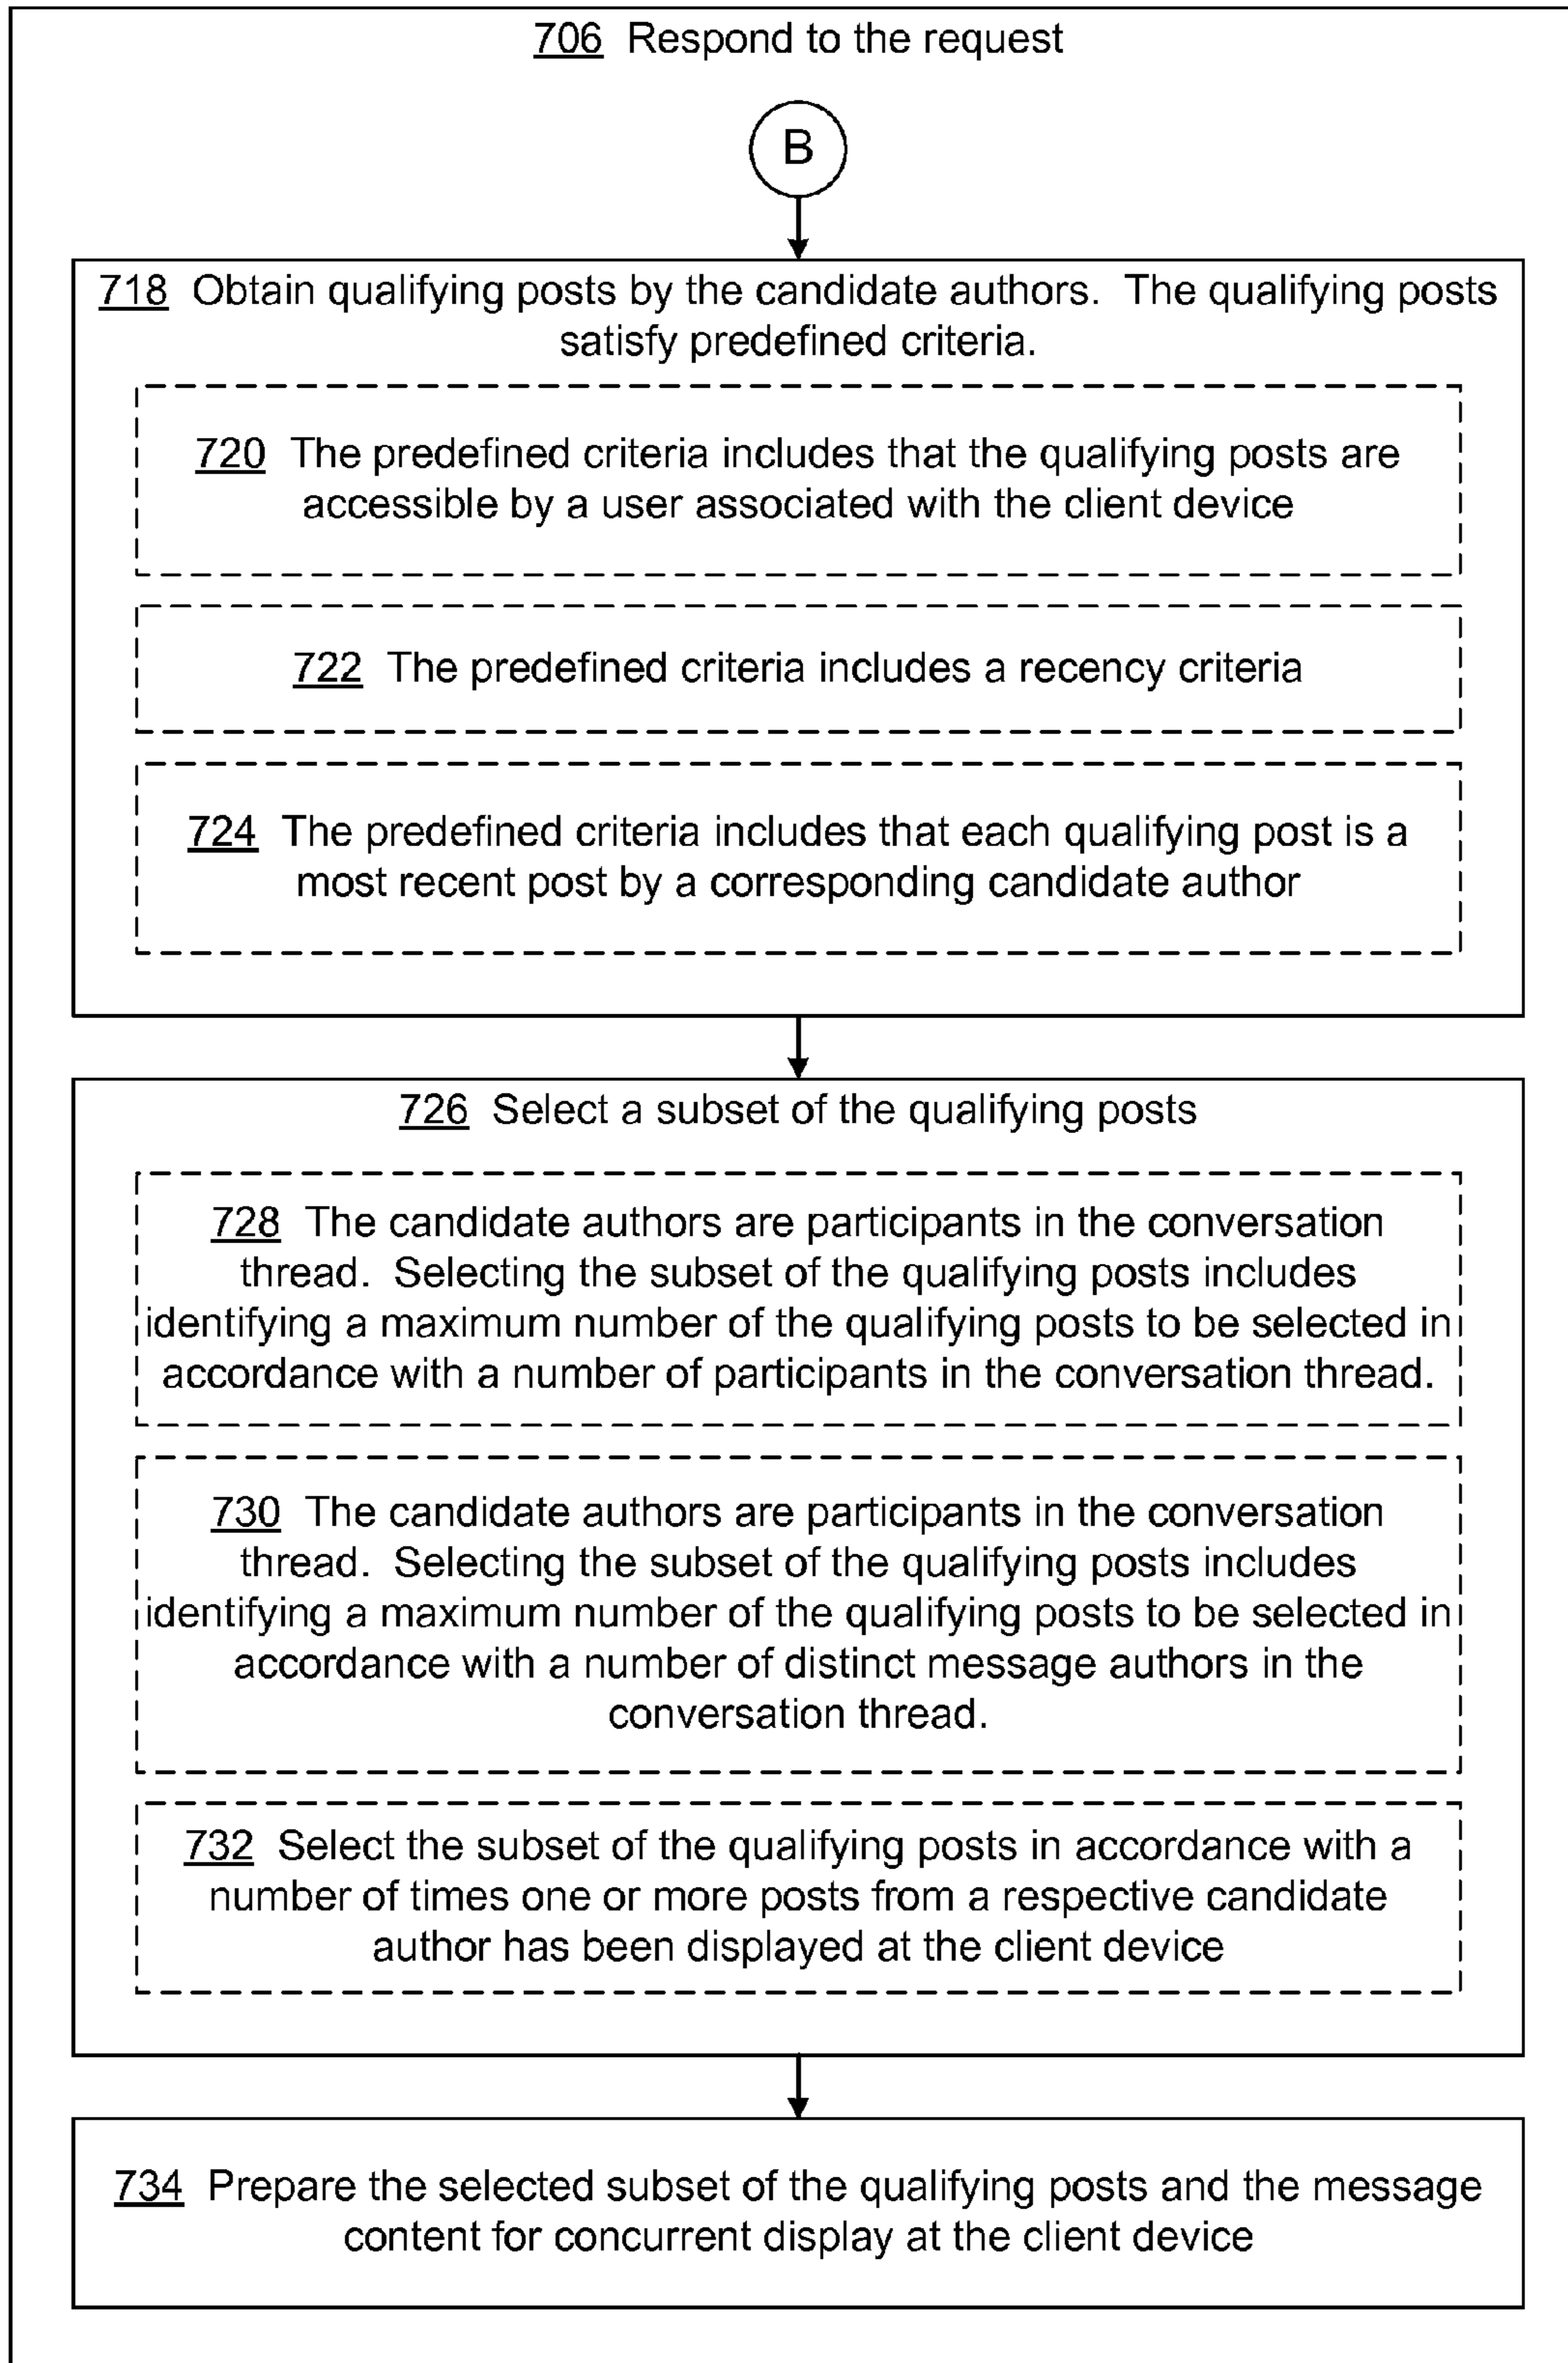 706 Respond to the request
B
718 Obtain qualifying posts by the candidate authors. The qualifying posts
satisfy predefined criteria.
720 The predefined criteria includes that the qualifying posts are
accessible by a user associated with the client device
722 The predefined criteria includes a recency criteria
724 The predefined criteria includes that each qualifying post is a
most recent post by a corresponding candidate author
726 Select a subset of the qualifying posts
728 The candidate authors are participants in the conversation
thread. Selecting the subset of the qualifying posts includes
identifying a maximum number of the qualifying posts to be selected in
accordance with a number of participants in the conversation thread.
730 The candidate authors are participants in the conversation
thread. Selecting the subset of the qualifying posts includes
identifying a maximum number of the qualifying posts to be selected in
accordance with a number of distinct message authors in the
conversation thread.
732 Select the subset of the qualifying posts in accordance with a
number of times one or more posts from a respective candidate
author has been displayed at the client device
734 Prepare the selected subset of the qualifying posts and the message
content for concurrent display at the client device